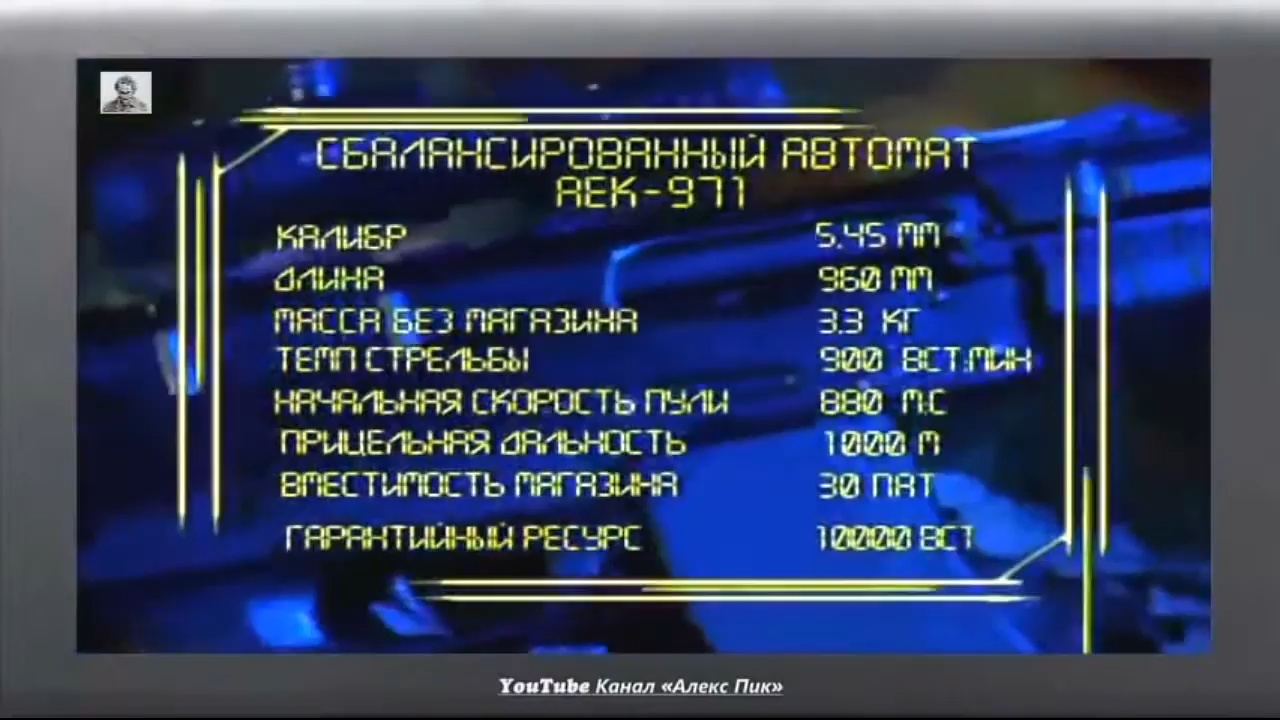 СБАЛАНСИРОВАННЫЙ АВТОМАТ
АЕК-971
КАЛИБР 5.45 ММ
ДЛИНА 960 ММ
МАССА БЕЗ МАГАЗИНА 3.3 КГ
ТЕМП СТРЕЛЬБЫ 900 ВСТ:МИН
НАЧАЛЬНАЯ СКОРОСТЬ ПУЛИ 880 М:С
ПРИЦЕЛЬНАЯ ДАЛЬНОСТЬ 1000 М
ВМЕСТИМОСТЬ МАГАЗИНА 30 ПАТ
ГАРАНТИЙНЫЙ РЕСУРС 10000 ВСТ
YouTube Канал «Алекс Пик»